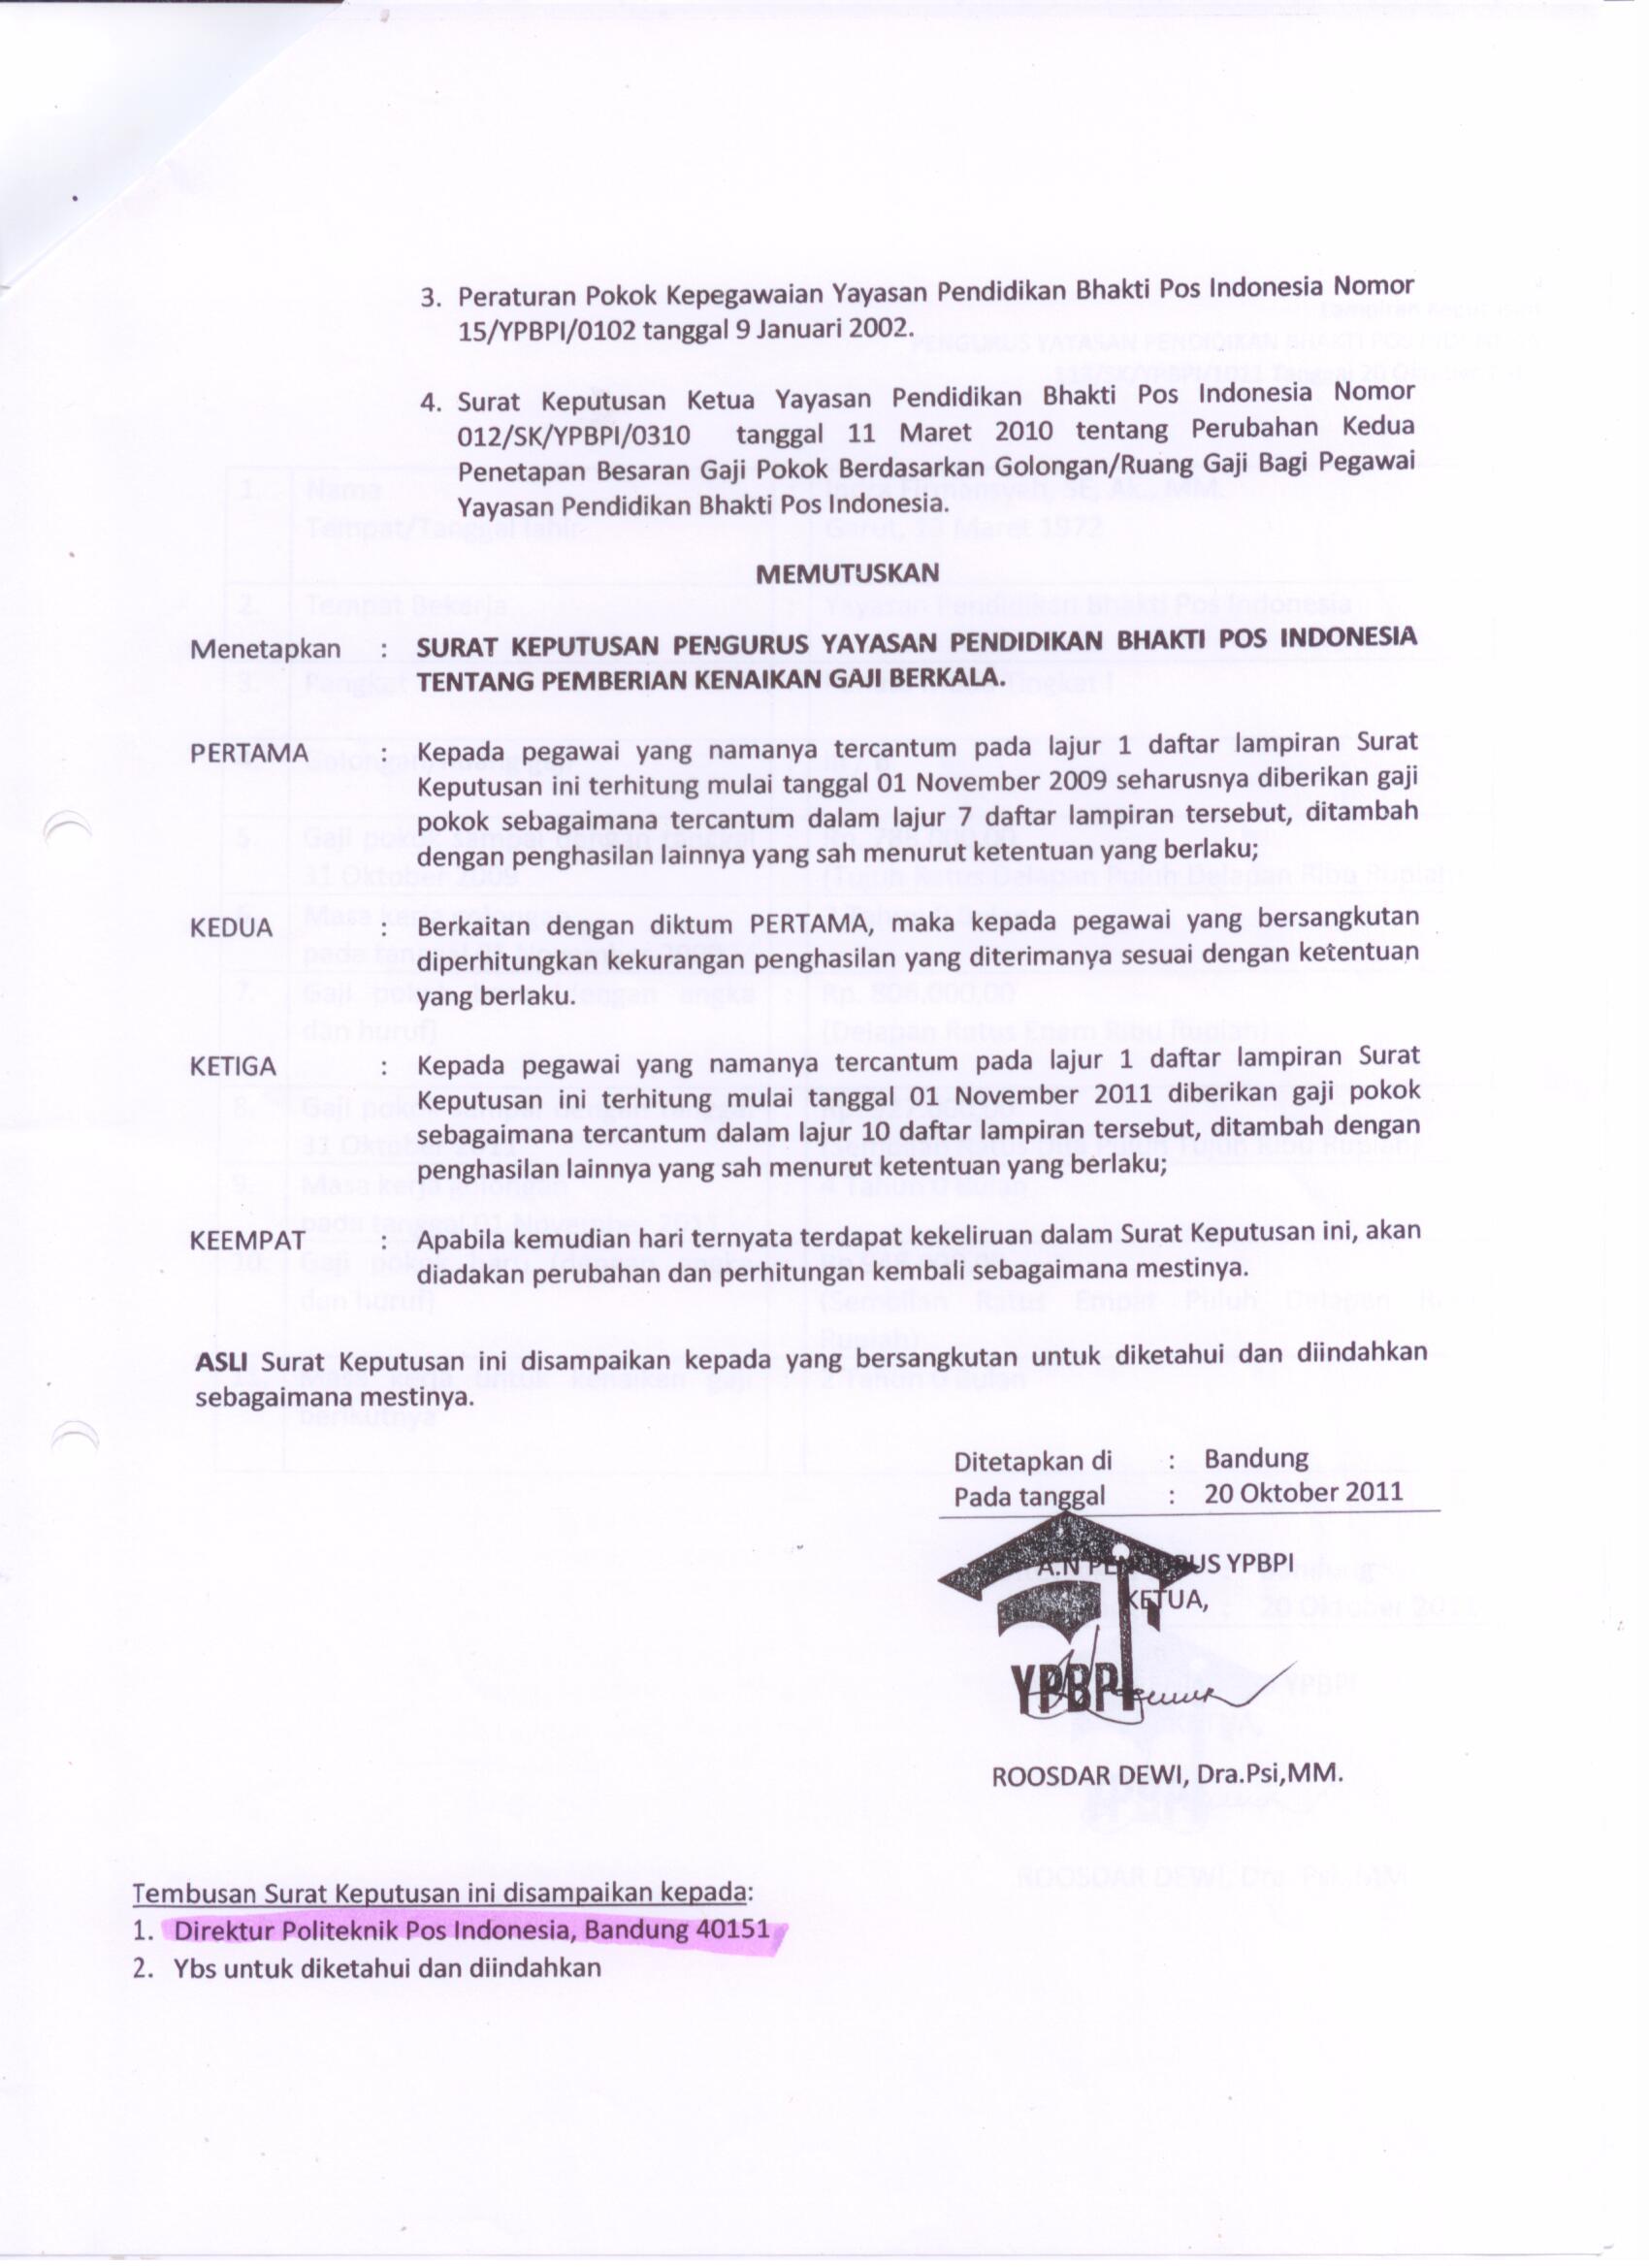 3. Peraturan Pokok Kepegawaian Yayasan Pendidikan Bhakti Pos Indonesia Nomor
15/YPBPI/0102 tanggal 9 Januari 2002.
4. Surat Keputusan Ketua Yayasan Pendidikan Bhakti Pos Indonesia Nomor
012/SK/YPBPI/0310 tanggal 11 Maret 2010 tentang Perubahan Kedua
Penetapan Besaran Gaji Pokok Berdasarkan Golongan/Ruang Gaji Bagi Pegawai
Yayasan Pendidikan Bhakti Pos Indonesia.
MEMUTUSKAN
Menetapkan : SURAT KEPUTUSAN PENGURUS YAYASAN PENDIDIKAN BHAKTI POS INDONESIA
TENTANG PEMBERIAN KENAIKAN GAJI BERKALA.
PERTAMA : Kepada pegawai yang namanya tercantum pada lajur 1 daftar lampiran Surat
Keputusan ini terhitung mulai tanggal 01 November 2009 seharusnya diberikan gaji
pokok sebagaimana tercantum dalam lajur 7 daftar lampiran tersebut, ditambah
dengan penghasilan lainnya yang sah menurut ketentuan yang berlaku;
KEDUA : Berkaitan dengan diktum PERTAMA, maka kepada pegawai yang bersangkutan
diperhitungkan kekurangan penghasilan yang diterimanya sesuai dengan ketentuan
yang berlaku.
KETIGA : Kepada pegawai yang namanya tercantum pada lajur 1 daftar lampiran Surat
Keputusan ini terhitung mulai tanggal 01 November 2011 diberikan gaji pokok
sebagaimana tercantum dalam lajur 10 daftar lampiran tersebut, ditambah dengan
penghasilan lainnya yang sah menurut ketentuan yang berlaku;
KEEMPAT : Apabila kemudian hari ternyata terdapat kekeliruan dalam Surat Keputusan ini, akan
diadakan perubahan dan perhitungan kembali sebagaimana mestinya.
ASLI Surat Keputusan ini disampaikan kepada yang bersangkutan untuk diketahui dan diindahkan
sebagaimana mestinya.
Ditetapkan di : Bandung
Pada tanggal : 20 Oktober 2011
A.N PENGURUS YPBPI
KETUA,
YPBPI
ROOSDAR DEWI, Dra.Psi,MM.
Tembusan Surat Keputusan ini disampaikan kepada:
1. Direktur Politeknik Pos Indonesia, Bandung 40151
2. Ybs untuk diketahui dan diindahkan